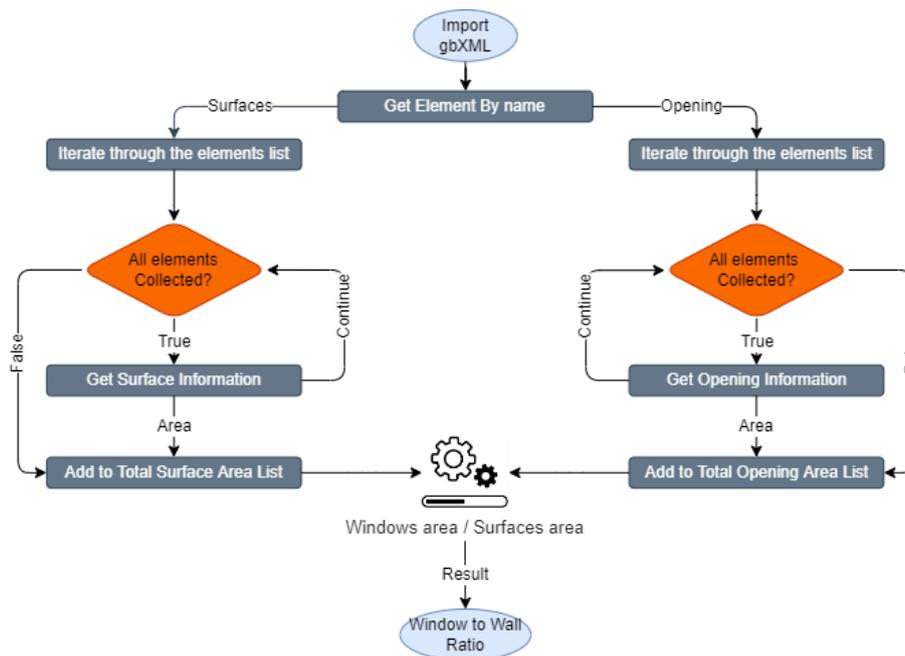 Import
gbXML
Get Element By name
Surfaces
Opening
Iterate through the elements list
Iterate through the elements list
All elements
Collected?
All elements
Collected?
Continue
Continue
False
True
True
Get Surface Information
Get Opening Information
Area
Area
Add to Total Surface Area List
Add to Total Opening Area List
Windows area / Surfaces area
Result
Window to Wall
Ratio